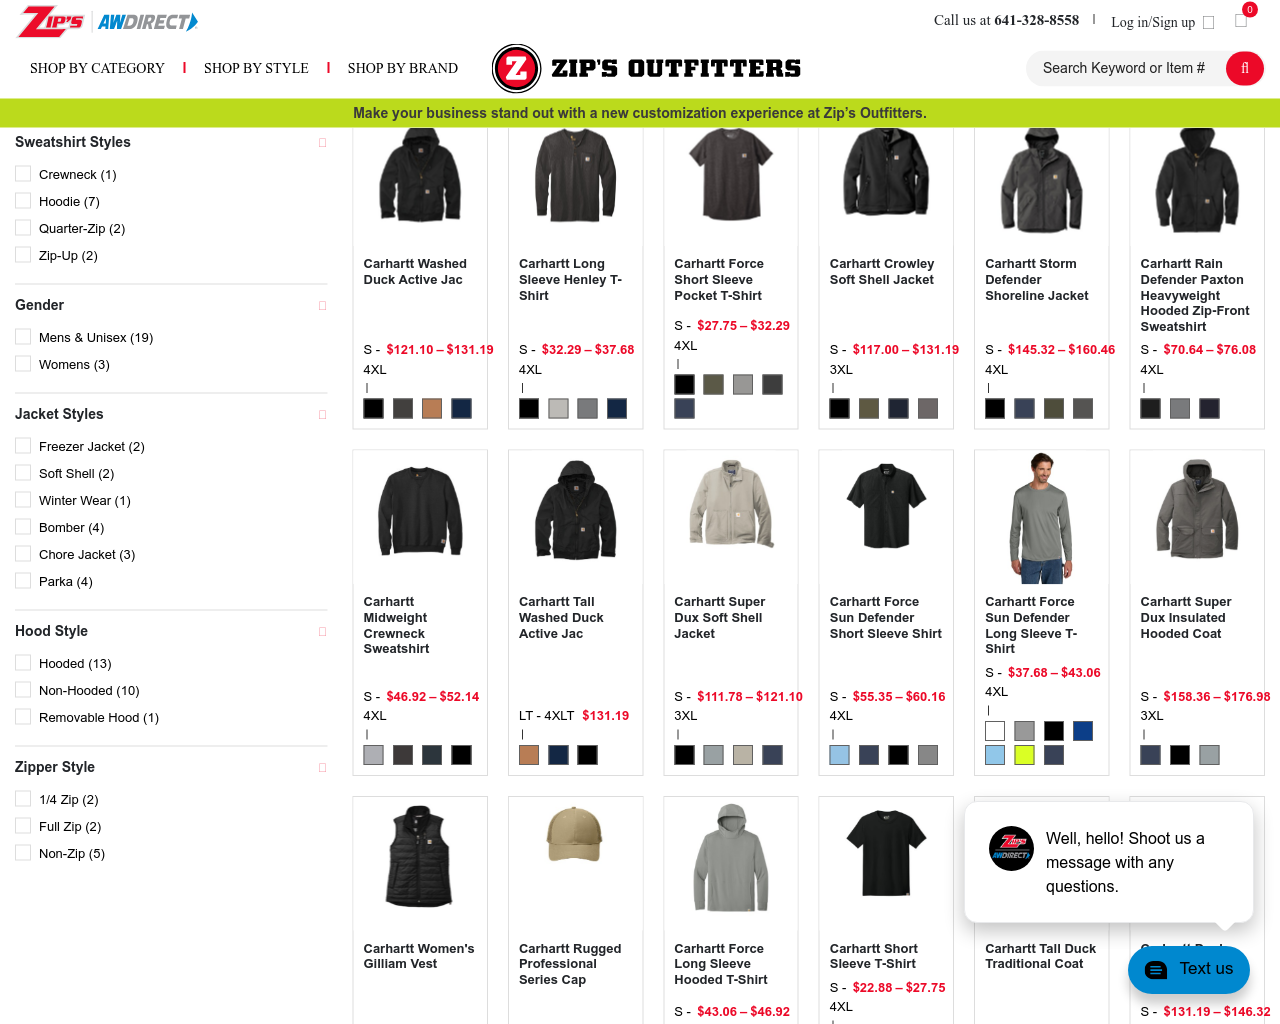 ZIP'S AWDIRECT
Call us at 641-328-8558
Log in/Sign up
0
SHOP BY CATEGORY
SHOP BY STYLE
SHOP BY BRAND
Z ZIP'S OUTFITTERS
Search Keyword or Item #
Make your business stand out with a new customization experience at Zip's Outfitters.
Sweatshirt Styles
Crewneck (1)
Hoodie (7)
Quarter-Zip (2)
Zip-Up (2)
Gender
Mens & Unisex (19)
Womens (3)
Jacket Styles
Freezer Jacket (2)
Soft Shell (2)
Winter Wear (1)
Bomber (4)
Chore Jacket (3)
Parka (4)
Hood Style
Hooded (13)
Non-Hooded (10)
Removable Hood (1)
Zipper Style
1/4 Zip (2)
Full Zip (2)
Non-Zip (5)
Carhartt Washed
Duck Active Jac
S - $121.10 – $131.19
4XL
|
Carhartt Long
Sleeve Henley T-
Shirt
S - $32.29 – $37.68
4XL
|
Carhartt Force
Short Sleeve
Pocket T-Shirt
S - $27.75 – $32.29
4XL
|
Carhartt Crowley
Soft Shell Jacket
S - $117.00 – $131.19
3XL
|
Carhartt Storm
Defender
Shoreline Jacket
S - $145.32 – $160.46
4XL
|
Carhartt Rain
Defender Paxton
Heavyweight
Hooded Zip-Front
Sweatshirt
S - $70.64 – $76.08
4XL
|
Carhartt
Midweight
Crewneck
Sweatshirt
S - $46.92 – $52.14
4XL
|
Carhartt Tall
Washed Duck
Active Jac
LT - 4XLT $131.19
|
Carhartt Super
Dux Soft Shell
Jacket
S - $111.78 – $121.10
3XL
|
Carhartt Force
Sun Defender
Short Sleeve Shirt
S - $55.35 – $60.16
4XL
|
Carhartt Force
Sun Defender
Long Sleeve T-
Shirt
S - $37.68 – $43.06
4XL
|
Carhartt Super
Dux Insulated
Hooded Coat
S - $158.36 – $176.98
3XL
|
Carhartt Women's
Gilliam Vest
Carhartt Rugged
Professional
Series Cap
Carhartt Force
Long Sleeve
Hooded T-Shirt
S - $43.06 – $46.92
Carhartt Short
Sleeve T-Shirt
S - $22.88 – $27.75
4XL
Carhartt Tall Duck
Traditional Coat
S - $131.19 – $146.32
ZIP'S
AWDIRECT
Well, hello! Shoot us a
message with any
questions.
Text us